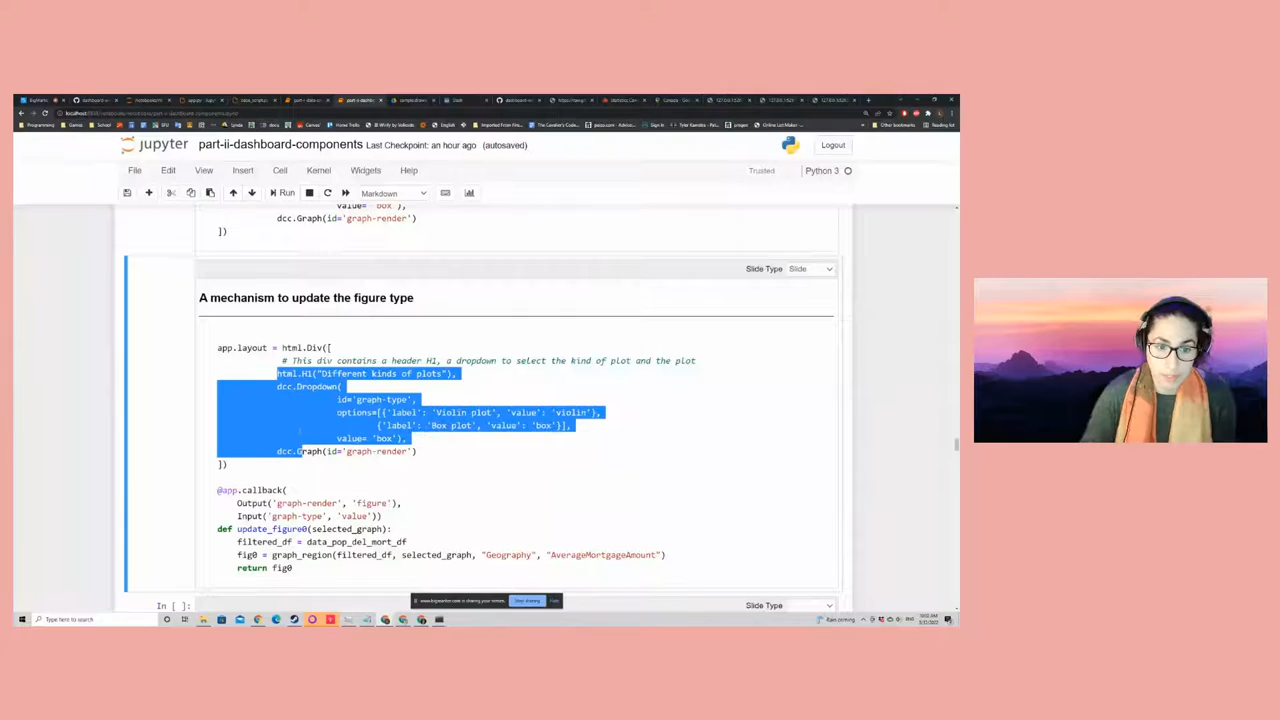 jupyter part-ii-dashboard-components Last Checkpoint: an hour ago (autosaved)
Logout
File Edit View Insert Cell Kernel Widgets Help
Trusted
Python 3
Run
Markdown
value= 'box'),
dcc.Graph(id='graph-render')
])
Slide Type Slide
A mechanism to update the figure type
app.layout = html.Div([
# This div contains a header H1, a dropdown to select the kind of plot and the plot
html.H1("Different kinds of plots"),
dcc.Dropdown(
id='graph-type',
options=[{'label': 'Violin plot', 'value': 'violin'},
{'label': 'Box plot', 'value': 'box'}],
value= 'box'),
dcc.Graph(id='graph-render')
])
@app.callback(
Output('graph-render', 'figure'),
Input('graph-type', 'value'))
def update_figure0(selected_graph):
filtered_df = data_pop_del_mort_df
fig0 = graph_region(filtered_df, selected_graph, "Geography", "AverageMortgageAmount")
return fig0
In [ ]:
Slide Type
Stop sharing
Hide
Type here to search
Rain coming